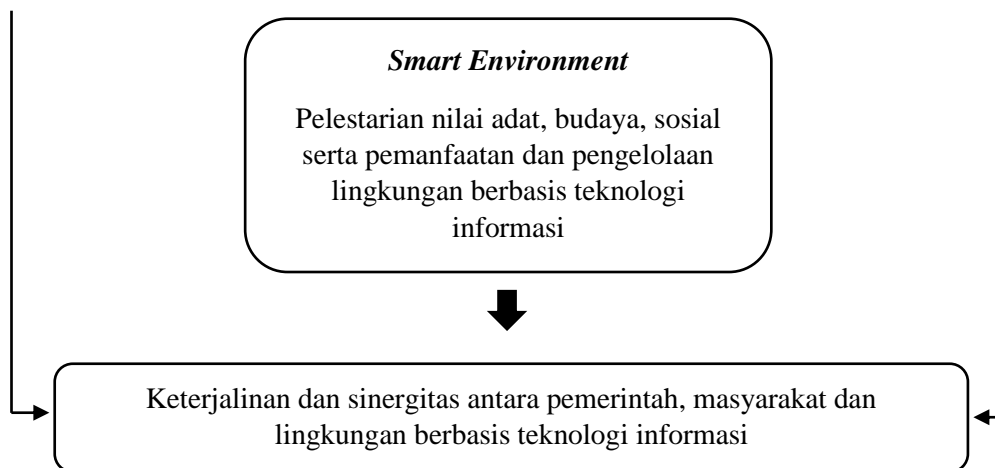 Smart Environment
Pelestarian nilai adat, budaya, sosial
serta pemanfaatan dan pengelolaan
lingkungan berbasis teknologi
informasi
Keterjalinan dan sinergitas antara pemerintah, masyarakat dan
lingkungan berbasis teknologi informasi